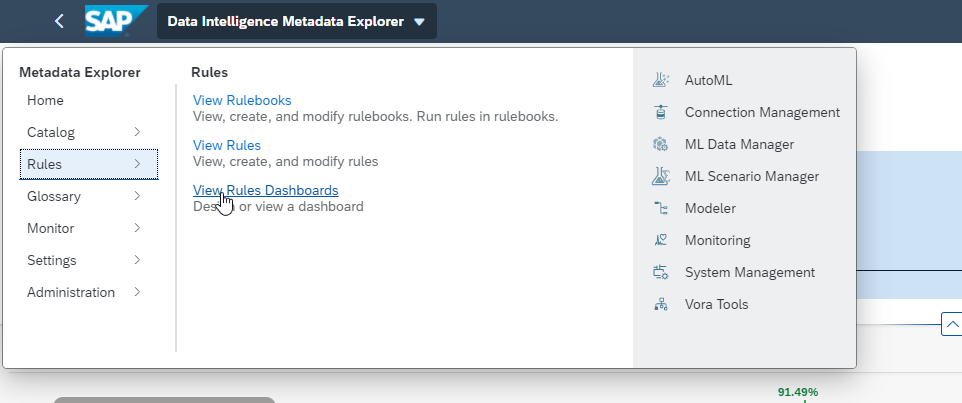 SAP Data Intelligence Metadata Explorer
Metadata Explorer
Home
Catalog
Rules
Glossary
Monitor
Settings
Administration
Rules
View Rulebooks
View, create, and modify rulebooks. Run rules in rulebooks.
View Rules
View, create, and modify rules
View Rules Dashboards
Design or view a dashboard
AutoML
Connection Management
ML Data Manager
ML Scenario Manager
Modeler
Monitoring
System Management
Vora Tools
91.49%